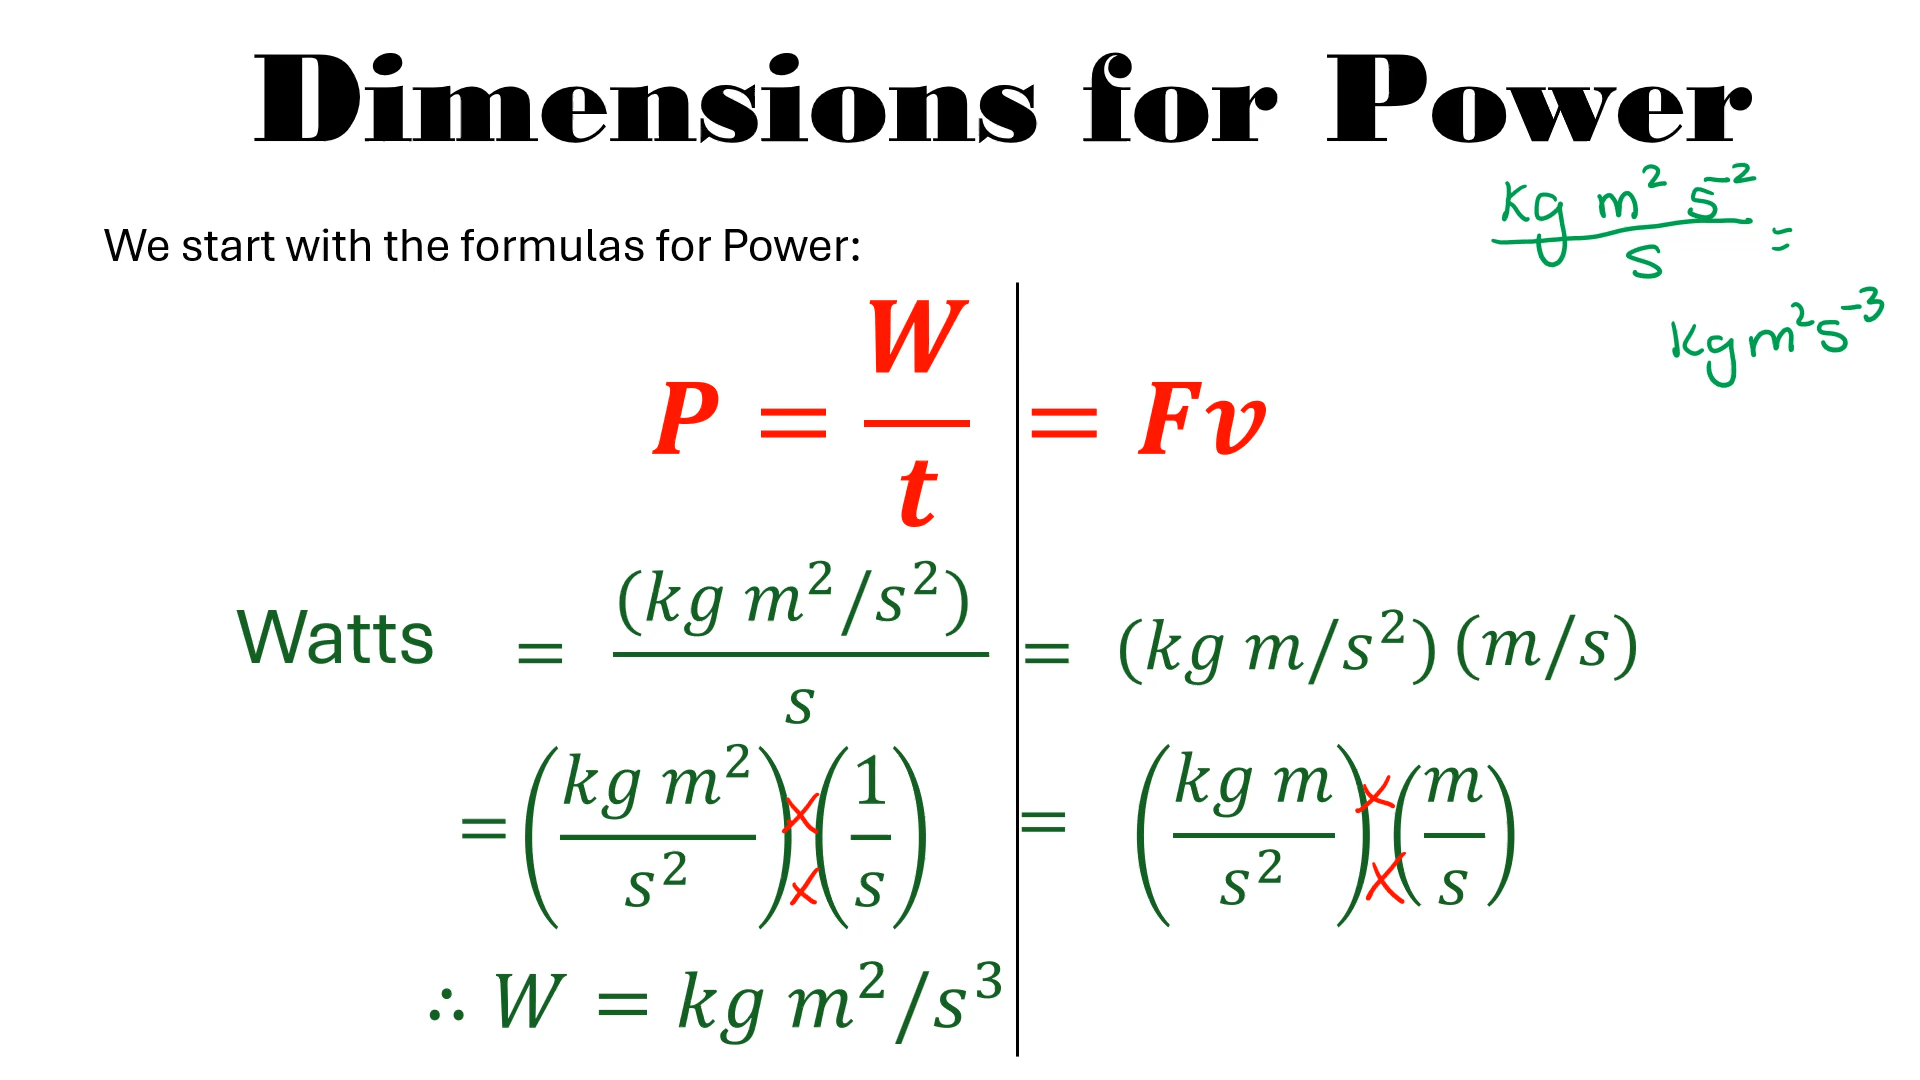 Dimensions for Power
kg m² s⁻² / s =
kg m² s⁻³
We start with the formulas for Power:
P = W/t = Fv
Watts = (kg m²/s²)/s = (kg m/s²) (m/s)
= (kg m²/s²) × × (1/s) = (kg m/s²) × × (m/s)
∴ W = kg m²/s³